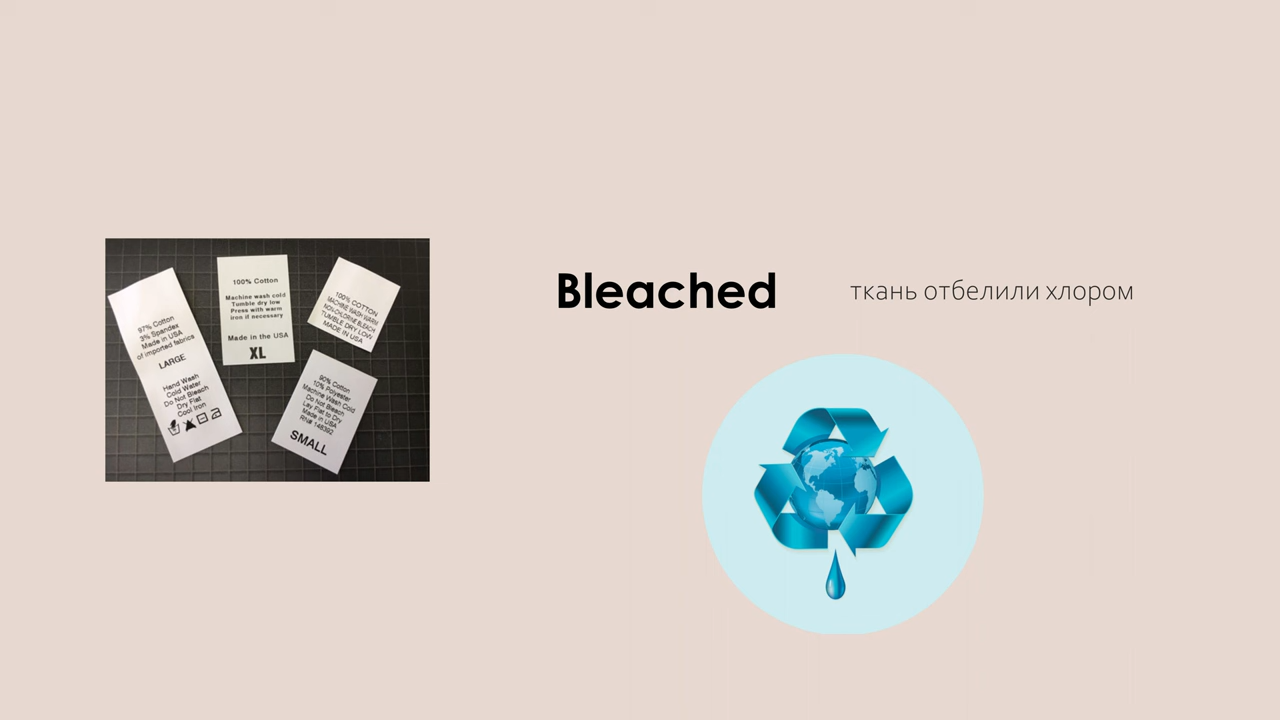 97% Cotton
3% Spandex
Made in USA
of imported fabrics
LARGE
Hand Wash
Cold Water
Do Not Bleach
Dry Flat
Cool Iron
100% Cotton
Machine wash cold
Tumble dry low
Press with warm
iron if necessary
Made in the USA
XL
100% COTTON
MACHINE WASH WARM
NON-CHLORINE BLEACH
TUMBLE DRY LOW
MADE IN USA
90% Cotton
10% Polyester
Machine Wash Cold
Do Not Bleach
Lay Flat to Dry
Made in USA
RN# 148392
SMALL
Bleached
ткань отбелили хлором